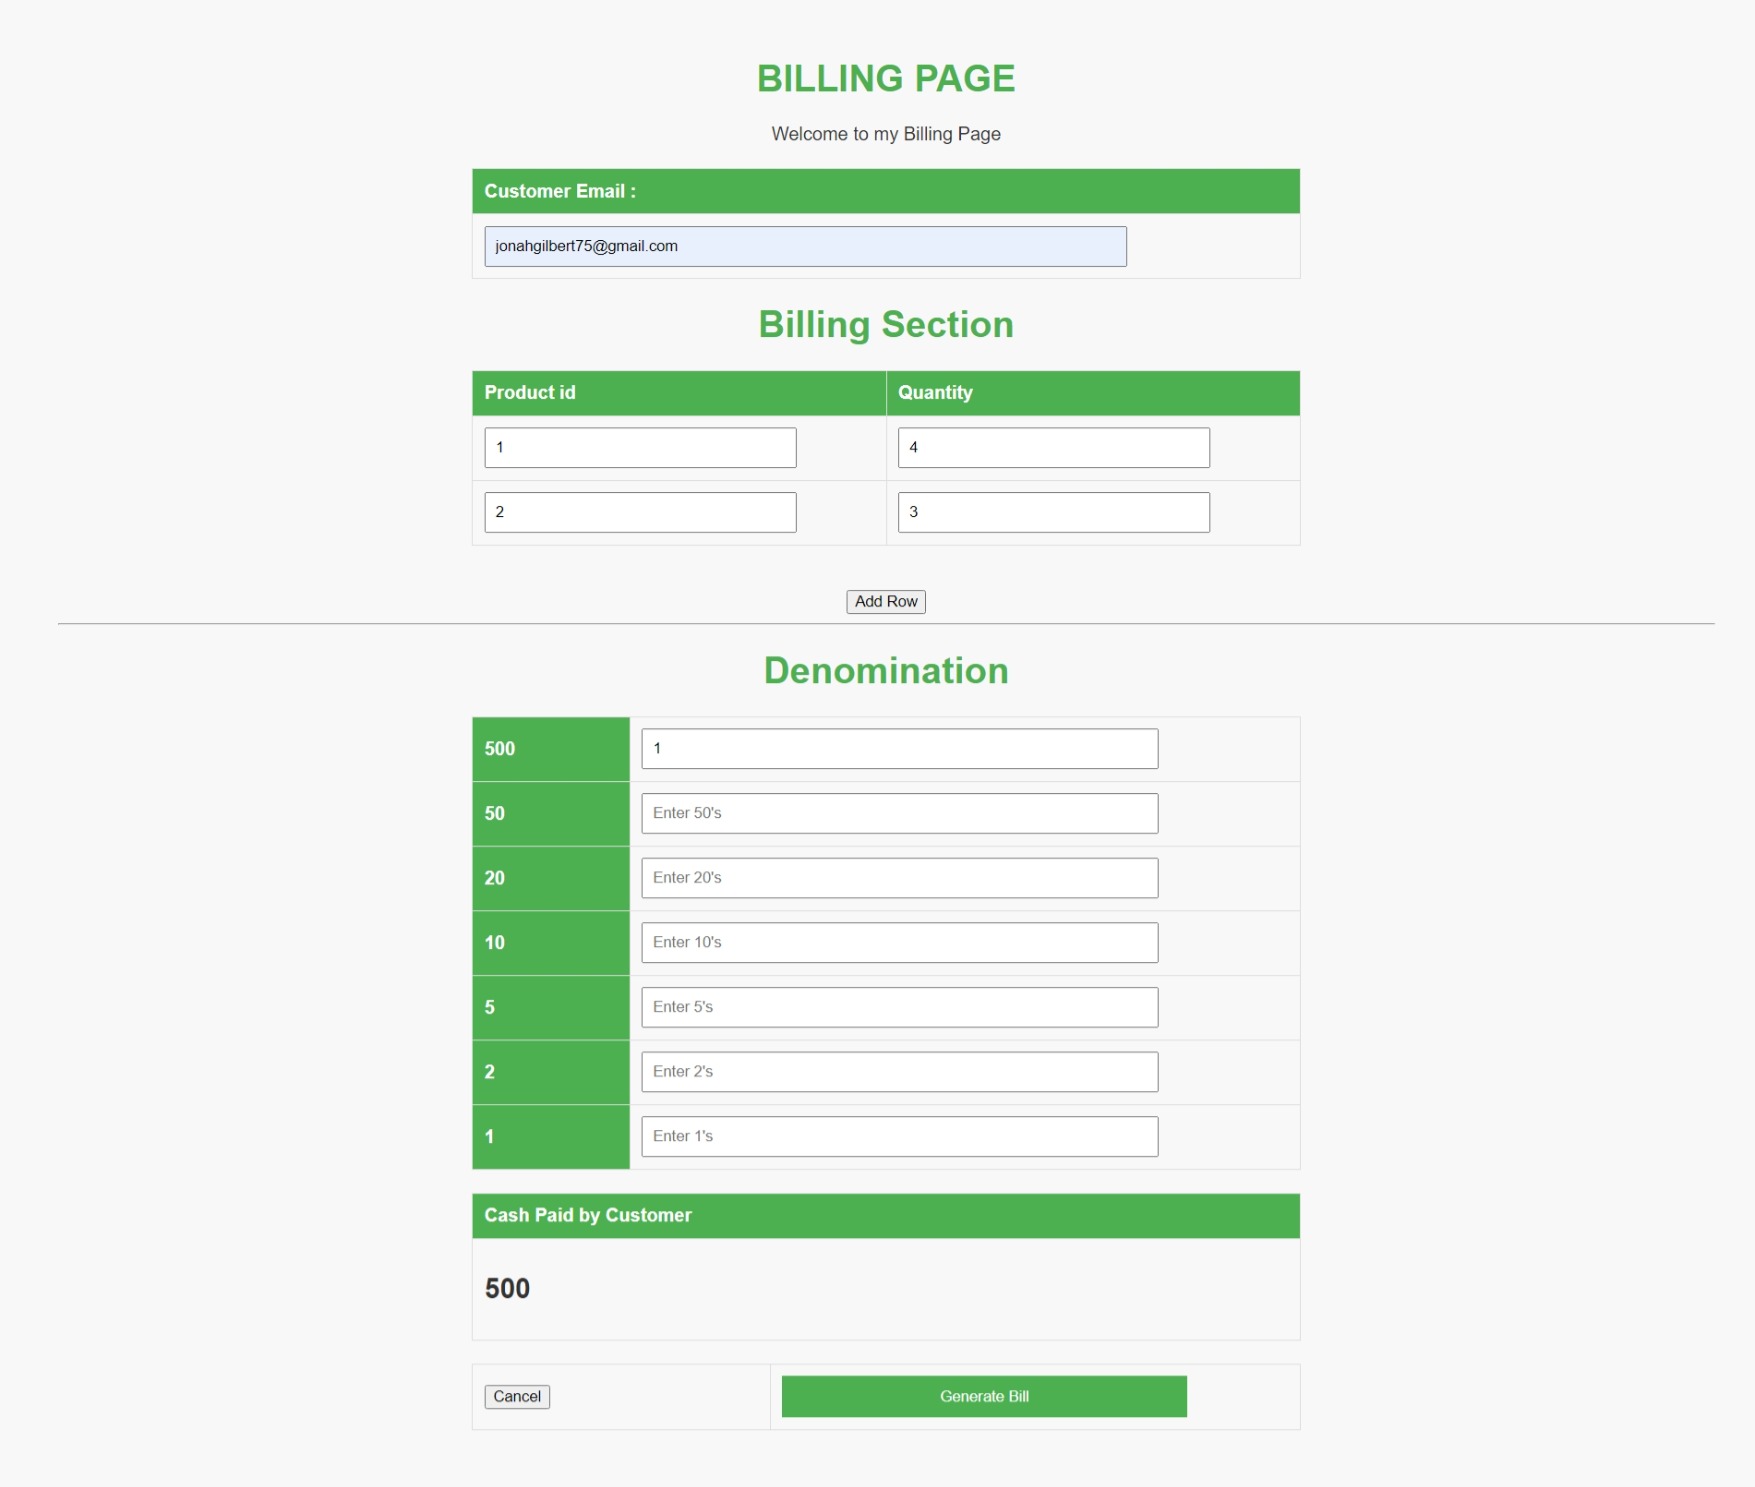 BILLING PAGE
Welcome to my Billing Page
Customer Email :
jonahgilbert75@gmail.com
Billing Section
Product id Quantity
1 4
2 3
Add Row
Denomination
500 1
50 Enter 50's
20 Enter 20's
10 Enter 10's
5 Enter 5's
2 Enter 2's
1 Enter 1's
Cash Paid by Customer
500
Cancel Generate Bill